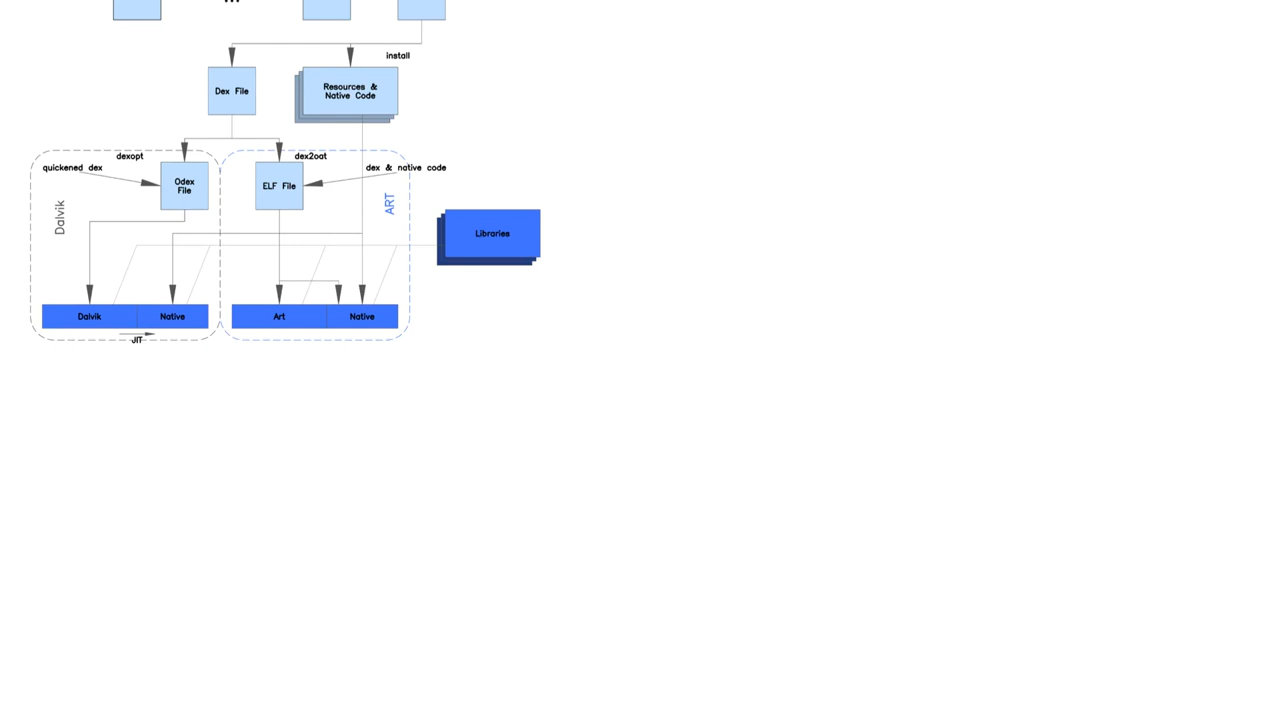 install
Dex File
Resources &
Native Code
dexopt
dex2oat
quickened dex
dex & native code
Odex
File
ELF File
Dalvik
ART
Libraries
Dalvik
Native
Art
Native
JIT